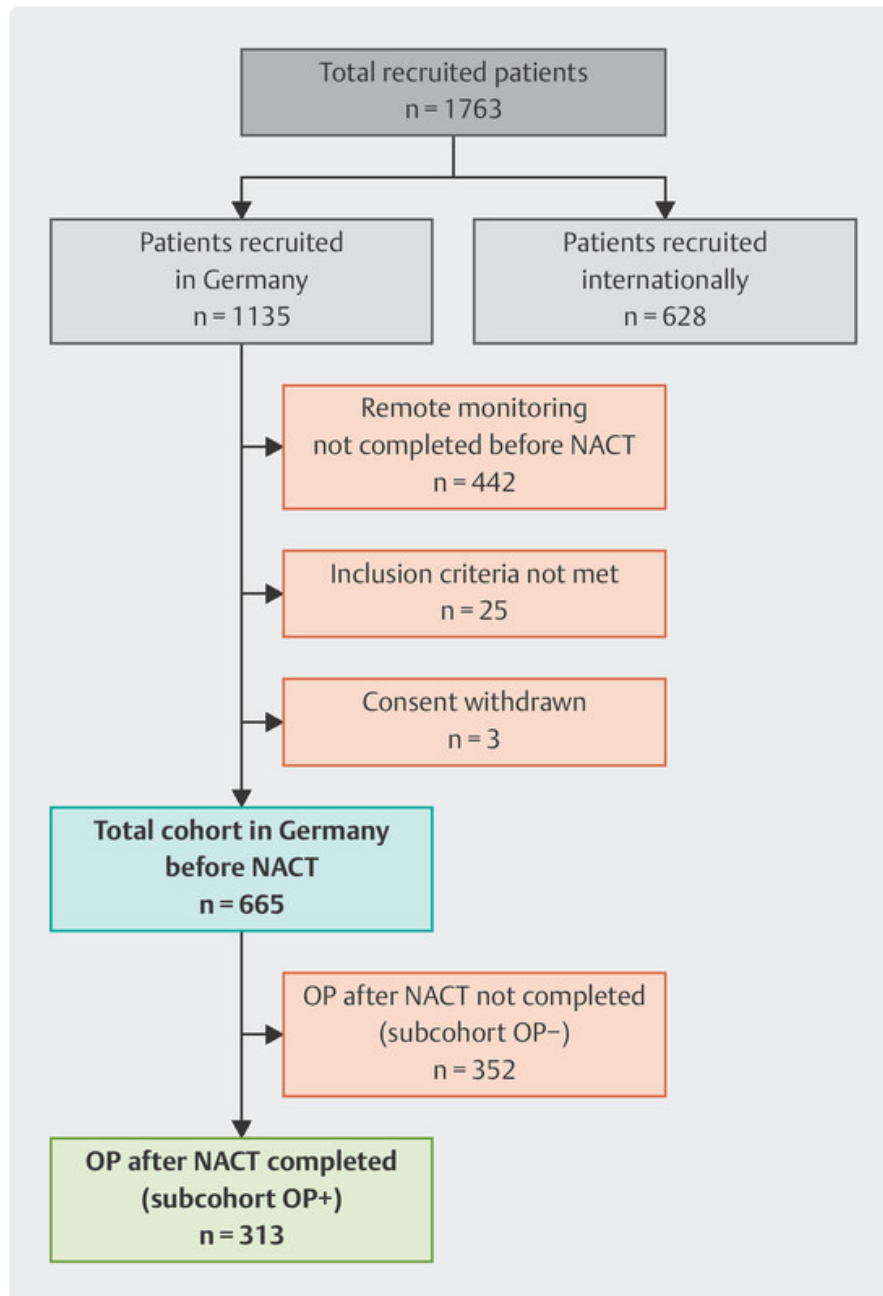 Total recruited patients
n = 1763
Patients recruited
in Germany
n = 1135
Patients recruited
internationally
n = 628
Remote monitoring
not completed before NACT
n = 442
Inclusion criteria not met
n = 25
Consent withdrawn
n = 3
Total cohort in Germany
before NACT
n = 665
OP after NACT not completed
(subcohort OP−)
n = 352
OP after NACT completed
(subcohort OP+)
n = 313